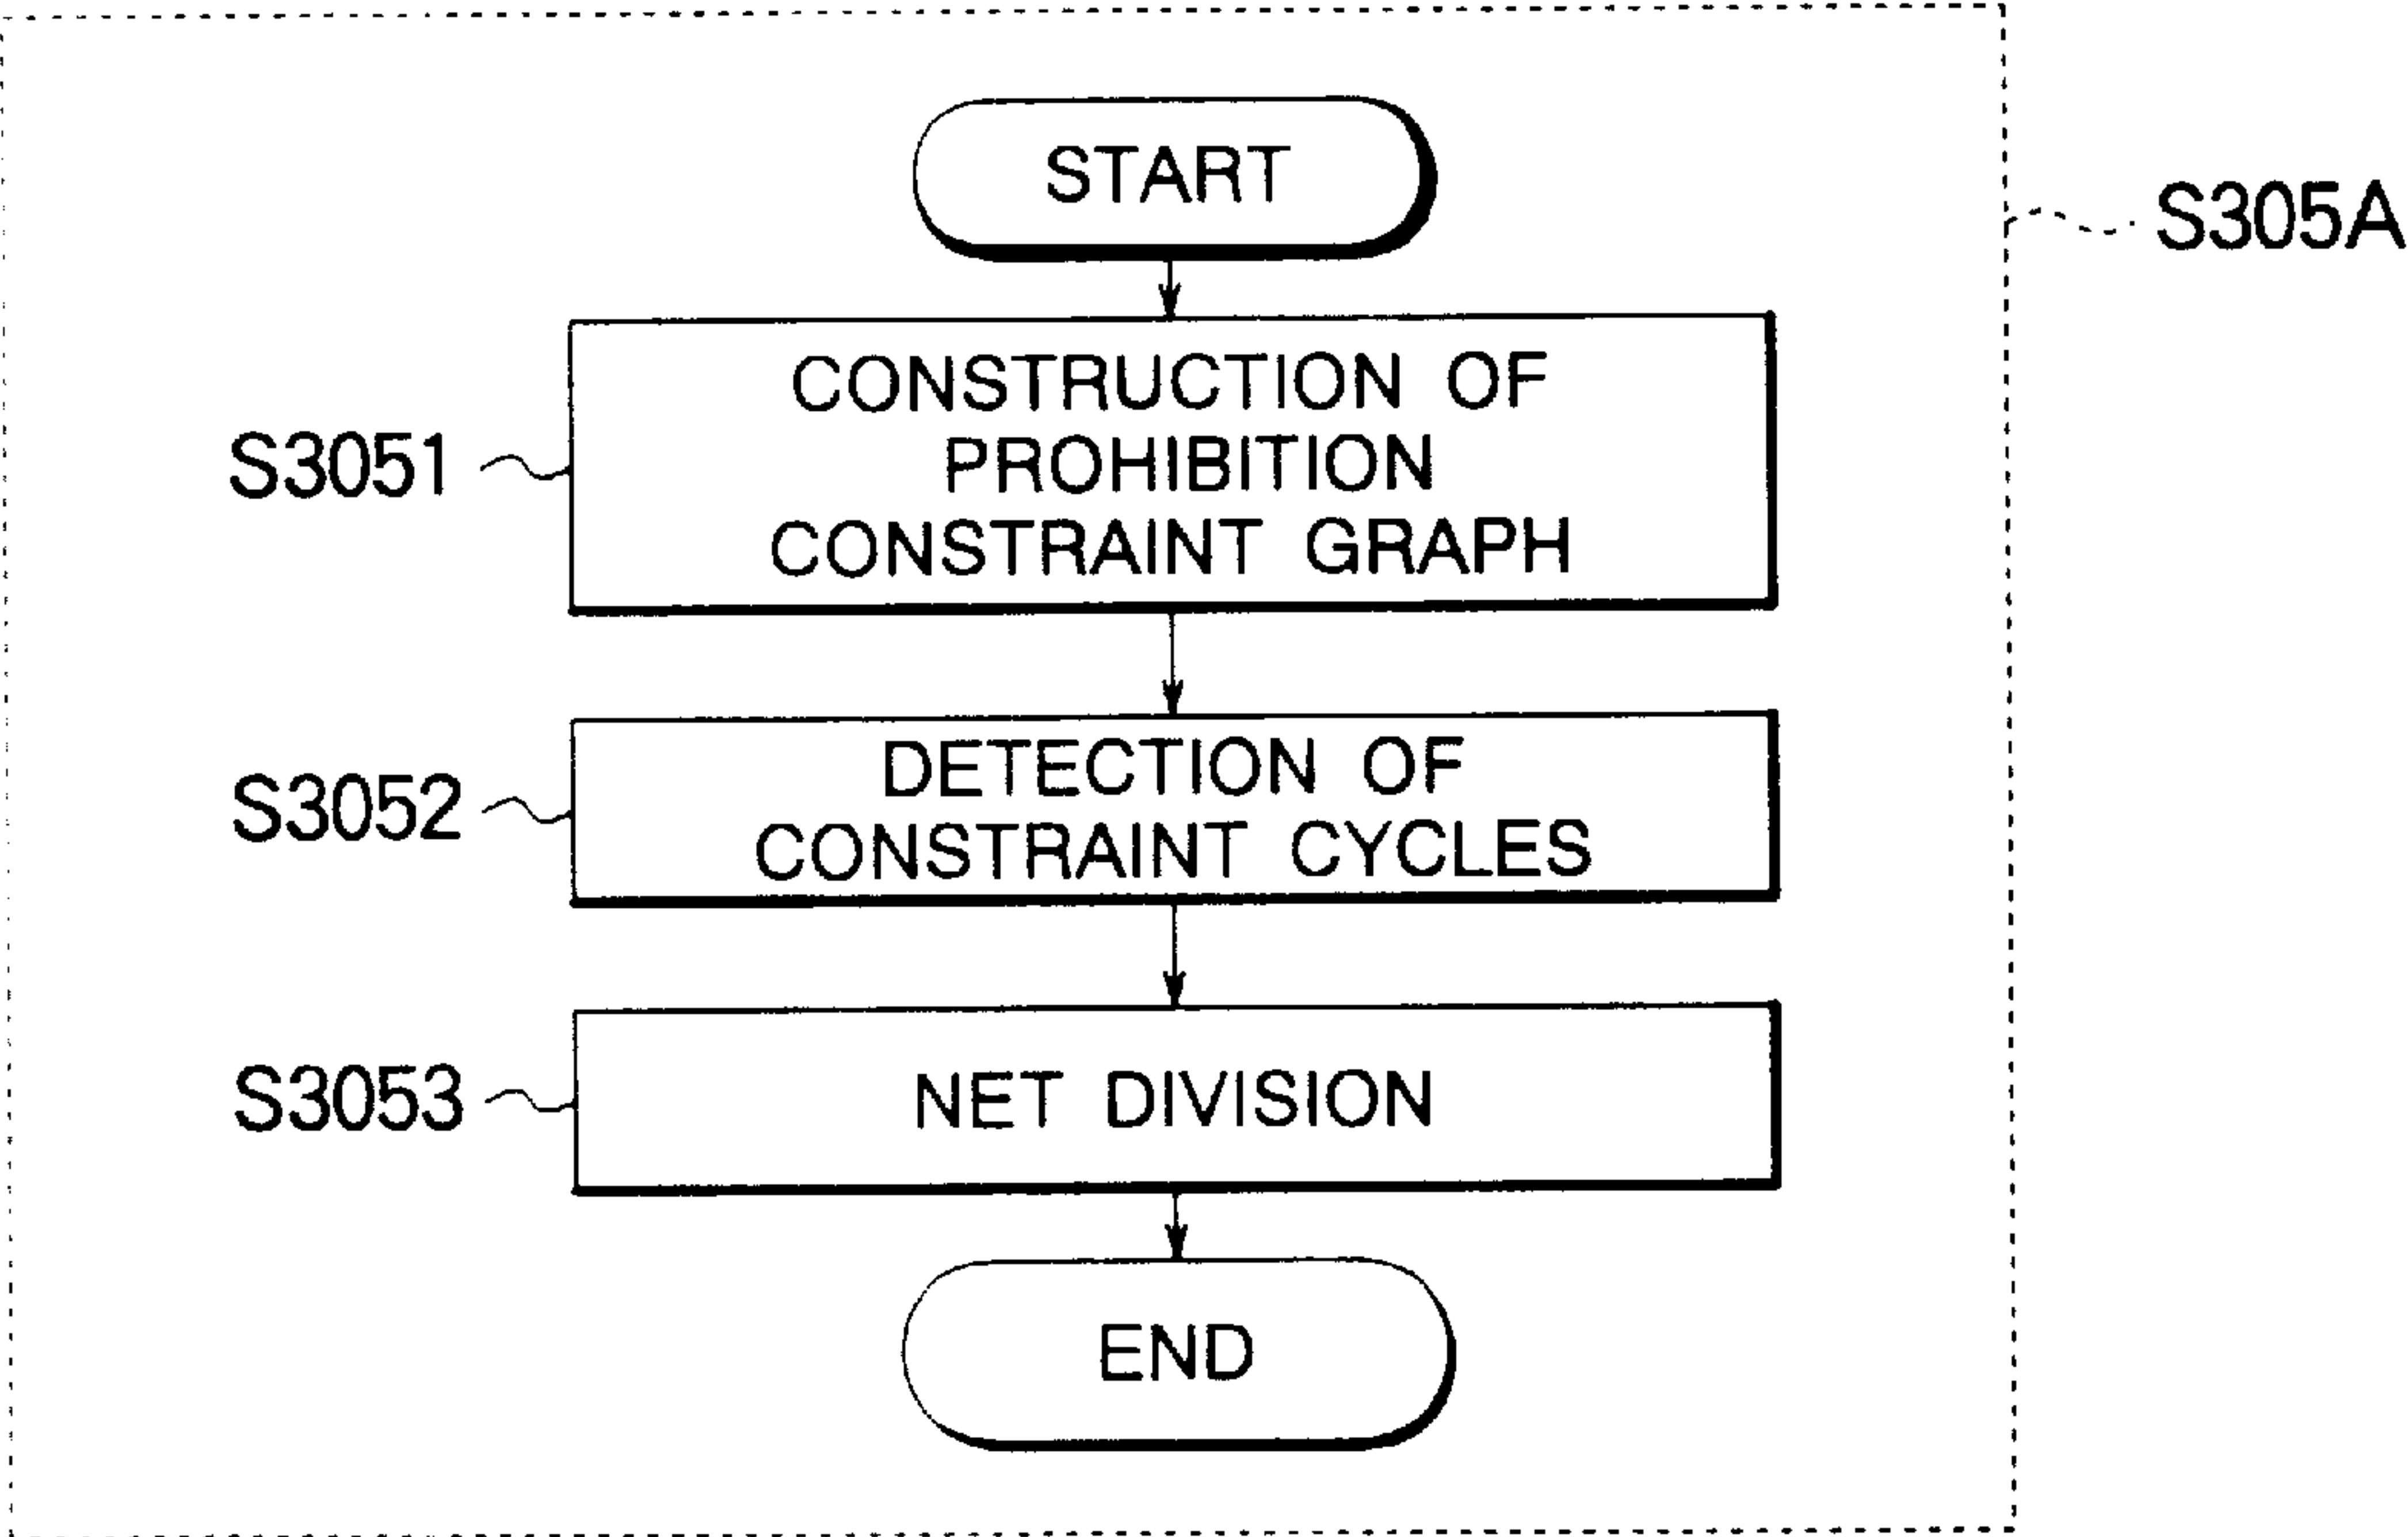 START
S305A
CONSTRUCTION OF
PROHIBITION
CONSTRAINT GRAPH
S3051
DETECTION OF
CONSTRAINT CYCLES
S3052
NET DIVISION
S3053
END